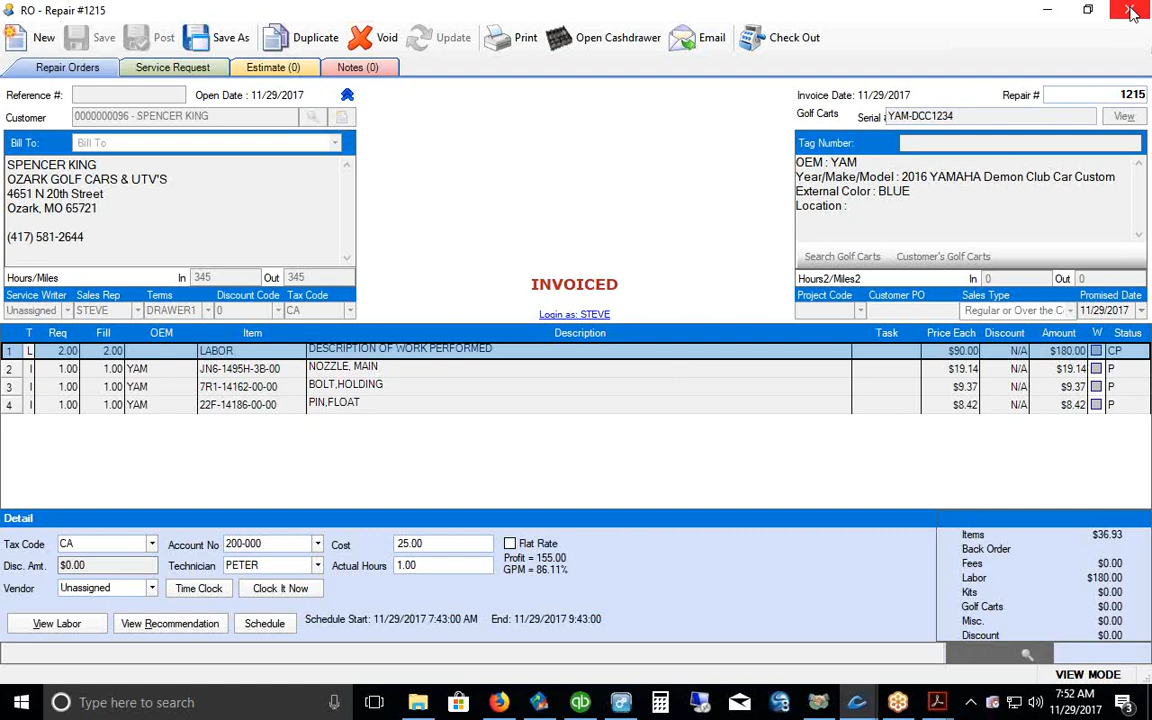 RO - Repair #1215
New Save Post Save As Duplicate Void Update Print Open Cashdrawer Email Check Out
Repair Orders Service Request Estimate (0) Notes (0)
Reference #: Open Date : 11/29/2017 Invoice Date: 11/29/2017 Repair # 1215
Customer 0000000096 - SPENCER KING Golf Carts Serial YAM-DCC1234 View
Bill To: Bill To Tag Number:
SPENCER KING
OZARK GOLF CARS & UTV'S
4651 N 20th Street
Ozark, MO 65721
(417) 581-2644
OEM : YAM
Year/Make/Model : 2016 YAMAHA Demon Club Car Custom
External Color : BLUE
Location :
Search Golf Carts Customer's Golf Carts
Hours/Miles In 345 Out 345 INVOICED Hours2/Miles2 In 0 Out 0
Service Writer Sales Rep Terms Discount Code Tax Code Project Code Customer PO Sales Type Promised Date
Unassigned STEVE DRAWER1 0 CA Login as: STEVE Regular or Over the C 11/29/2017
T Req Fill OEM Item Description Task Price Each Discount Amount W Status
1 L 2.00 2.00 LABOR DESCRIPTION OF WORK PERFORMED $90.00 N/A $180.00 CP
2 I 1.00 1.00 YAM JN6-1495H-3B-00 NOZZLE, MAIN $19.14 N/A $19.14 P
3 I 1.00 1.00 YAM 7R1-14162-00-00 BOLT,HOLDING $9.37 N/A $9.37 P
4 I 1.00 1.00 YAM 22F-14186-00-00 PIN,FLOAT $8.42 N/A $8.42 P
Detail
Tax Code CA Account No 200-000 Cost 25.00 Flat Rate
Disc. Amt. $0.00 Technician PETER Actual Hours 1.00 Profit = 155.00
GPM = 86.11%
Vendor Unassigned Time Clock Clock It Now
View Labor View Recommendation Schedule Schedule Start: 11/29/2017 7:43:00 AM End: 11/29/2017 9:43:00
Items $36.93
Back Order
Fees $0.00
Labor $180.00
Kits $0.00
Golf Carts $0.00
Misc. $0.00
Discount $0.00
VIEW MODE
Type here to search
7:52 AM
11/29/2017
3